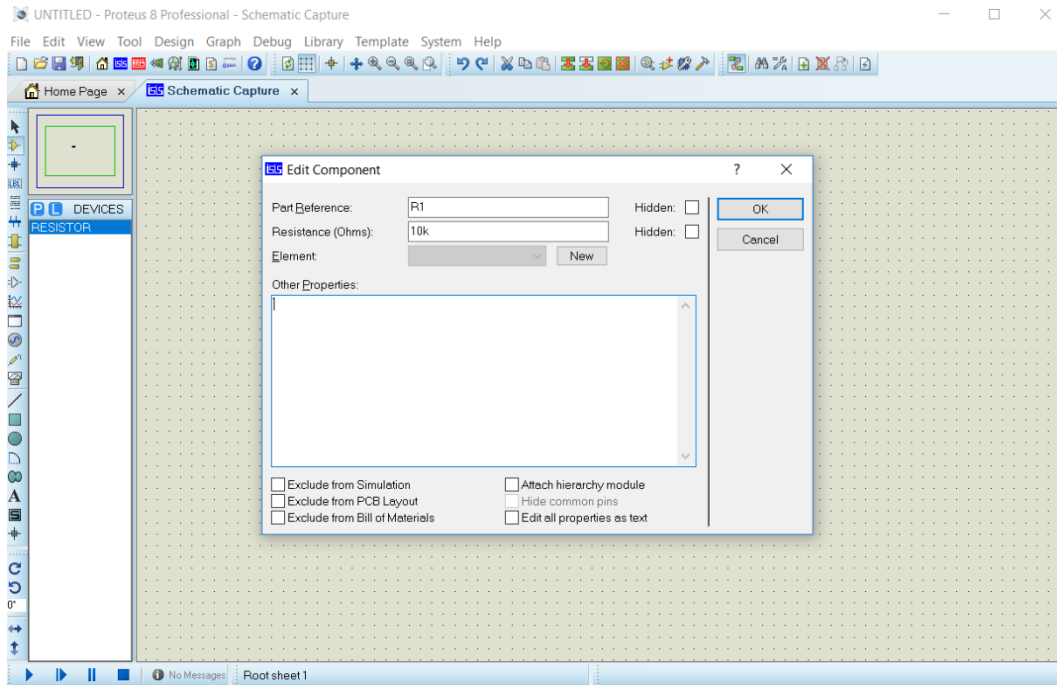 UNTITLED - Proteus 8 Professional - Schematic Capture
File Edit View Tool Design Graph Debug Library Template System Help
Home Page x
ISIS Schematic Capture x
P L DEVICES
RESISTOR
LBL
A
S
0°
ISIS Edit Component ?
Part Reference: R1 Hidden:
Resistance (Ohms): 10k Hidden:
Element: New
Other Properties:
Exclude from Simulation Attach hierarchy module
Exclude from PCB Layout Hide common pins
Exclude from Bill of Materials Edit all properties as text
OK
Cancel
No Messages Root sheet 1